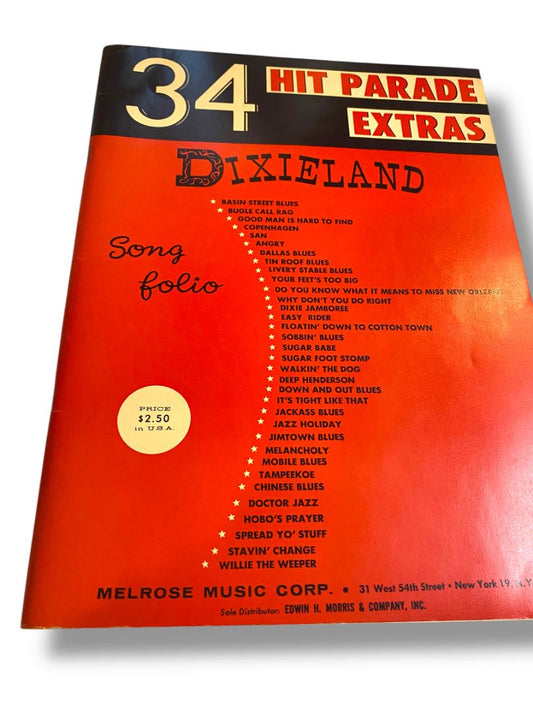 34 HIT PARADE
EXTRAS
DIXIELAND
Song
folio
BASIN STREET BLUES
BUGLE CALL RAG
GOOD MAN IS HARD TO FIND
COPENHAGEN
SAN
ANGRY
DALLAS BLUES
TIN ROOF BLUES
LIVERY STABLE BLUES
YOUR FEET'S TOO BIG
DO YOU KNOW WHAT IT MEANS TO MISS NEW ORLEANS
WHY DON'T YOU DO RIGHT
DIXIE JAMBOREE
EASY RIDER
FLOATIN' DOWN TO COTTON TOWN
SOBBIN' BLUES
SUGAR BABE
SUGAR FOOT STOMP
WALKIN' THE DOG
DEEP HENDERSON
DOWN AND OUT BLUES
IT'S TIGHT LIKE THAT
JACKASS BLUES
JAZZ HOLIDAY
JIMTOWN BLUES
MELANCHOLY
MOBILE BLUES
TAMPEEKOE
CHINESE BLUES
DOCTOR JAZZ
HOBO'S PRAYER
SPREAD YO' STUFF
STAVIN' CHANGE
WILLIE THE WEEPER
PRICE
$2.50
in U.S.A.
MELROSE MUSIC CORP. • 31 West 54th Street • New York 19, N.Y.
Sole Distributor: EDWIN H. MORRIS & COMPANY, INC.